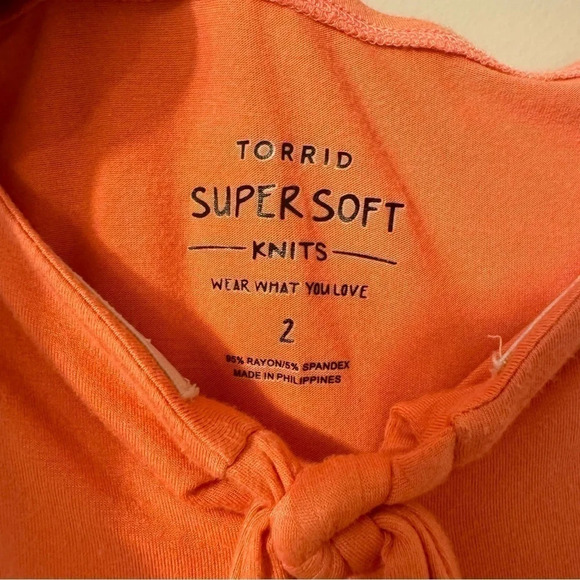 TORRID
SUPER SOFT
KNITS
WEAR WHAT YOU LOVE
2
95% RAYON/5% SPANDEX
MADE IN PHILIPPINES